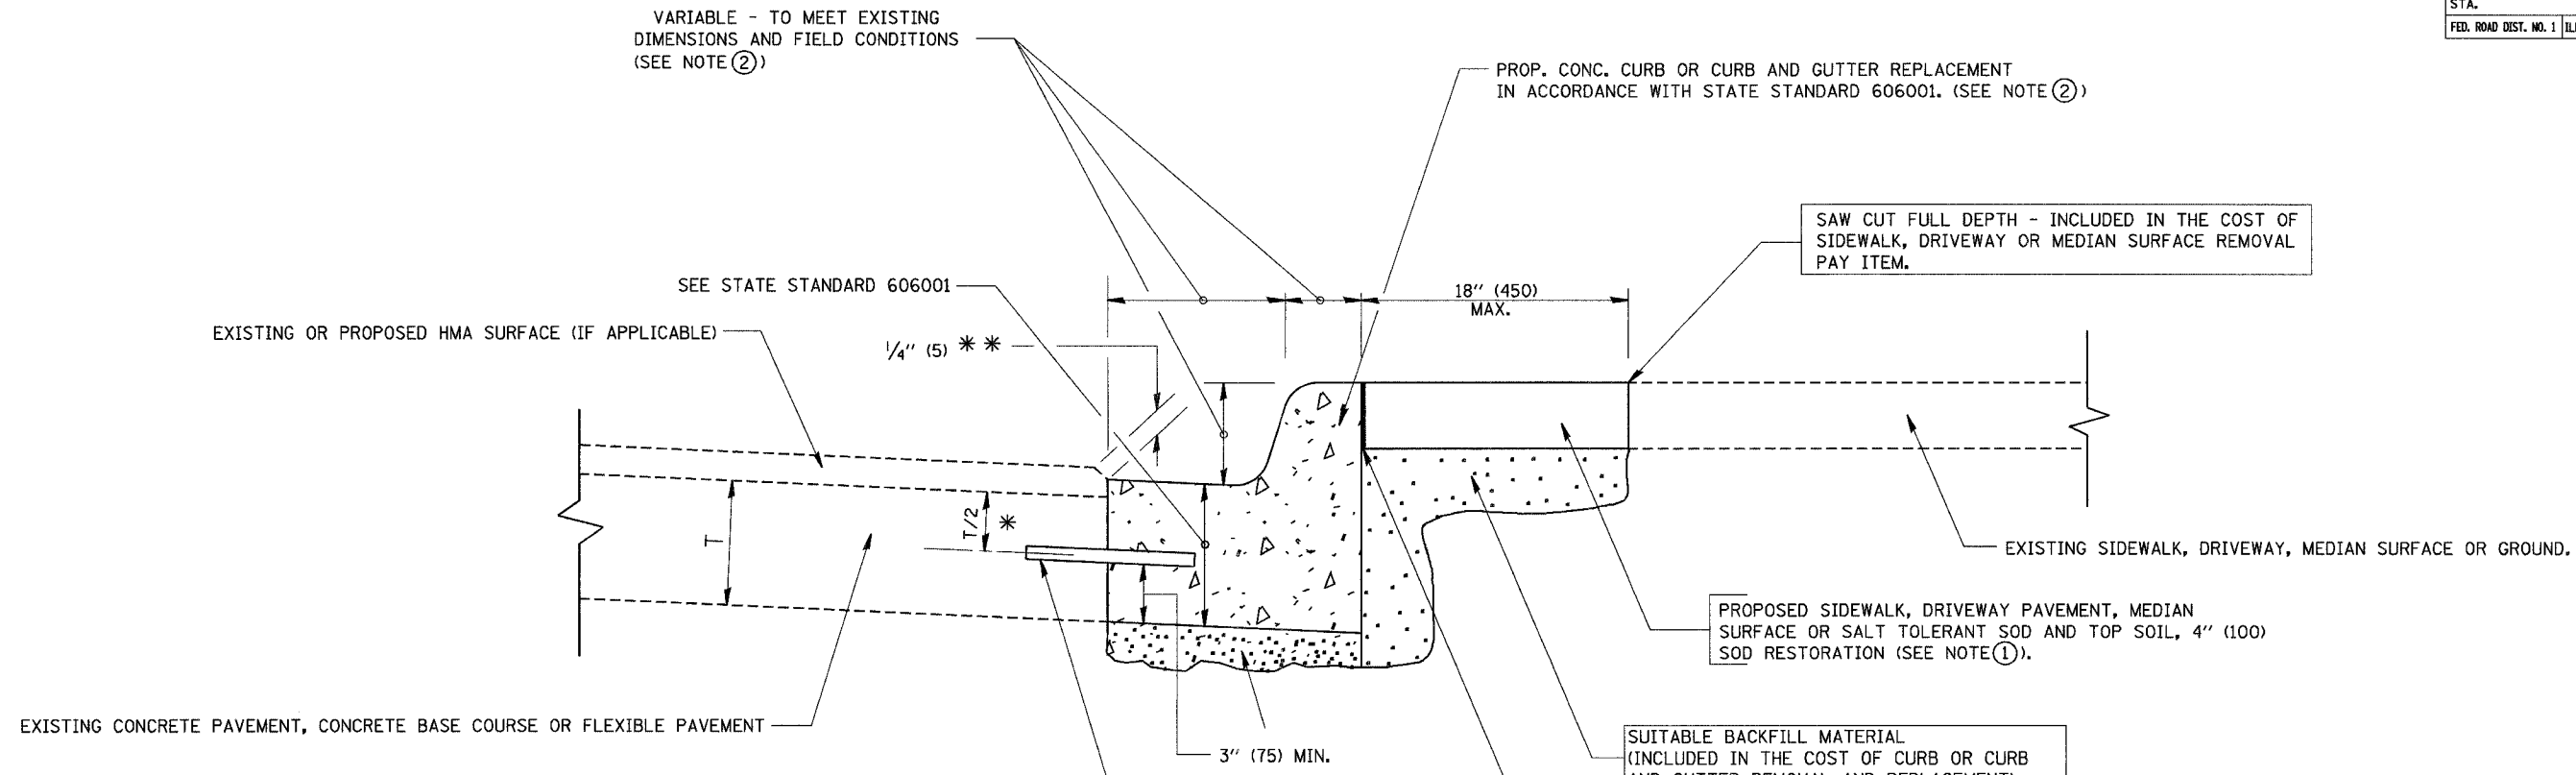 STA.
FED. ROAD DIST. NO. 1
VARIABLE - TO MEET EXISTING
DIMENSIONS AND FIELD CONDITIONS
(SEE NOTE ②)
PROP. CONC. CURB OR CURB AND GUTTER REPLACEMENT
IN ACCORDANCE WITH STATE STANDARD 606001. (SEE NOTE ②)
SAW CUT FULL DEPTH - INCLUDED IN THE COST OF
SIDEWALK, DRIVEWAY OR MEDIAN SURFACE REMOVAL
PAY ITEM.
SEE STATE STANDARD 606001
18" (450)
MAX.
EXISTING OR PROPOSED HMA SURFACE (IF APPLICABLE)
1/4" (5) * *
T
T/2
*
EXISTING SIDEWALK, DRIVEWAY, MEDIAN SURFACE OR GROUND.
PROPOSED SIDEWALK, DRIVEWAY PAVEMENT, MEDIAN
SURFACE OR SALT TOLERANT SOD AND TOP SOIL, 4" (100)
SOD RESTORATION (SEE NOTE ①).
EXISTING CONCRETE PAVEMENT, CONCRETE BASE COURSE OR FLEXIBLE PAVEMENT
3" (75) MIN.
SUITABLE BACKFILL MATERIAL
(INCLUDED IN THE COST OF CURB OR CURB
AND GUTTER REMOVAL AND REPLACEMENT)